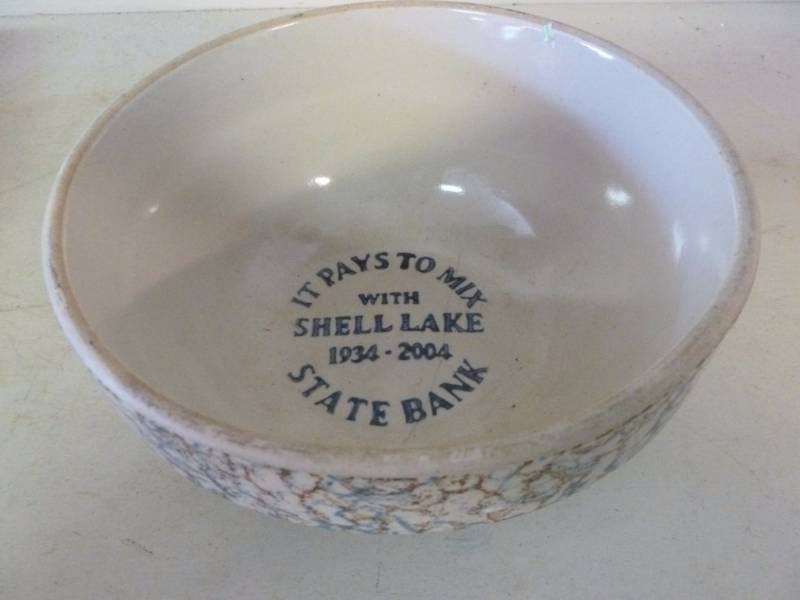 IT PAYS TO MIX
WITH
SHELL LAKE
1934 - 2004
STATE BANK